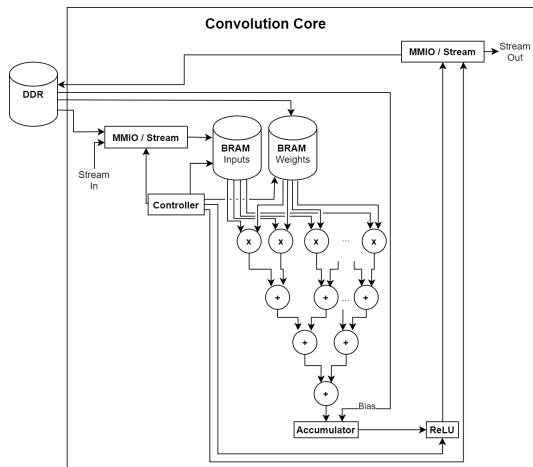 Convolution Core
MMIO / Stream
Stream
Out
DDR
MMIO / Stream
BRAM
Inputs
BRAM
Weights
Stream
In
Controller
x
x
x
...
x
+
+
...
+
+
+
+
Bias
Accumulator
ReLU